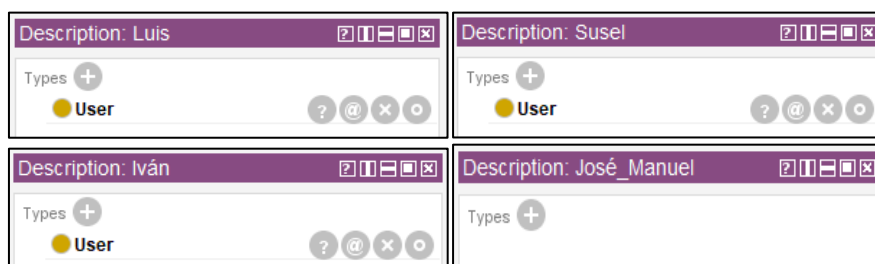 Description: Luis
Types
User
Description: Susel
Types
User
Description: Iván
Types
User
Description: José_Manuel
Types